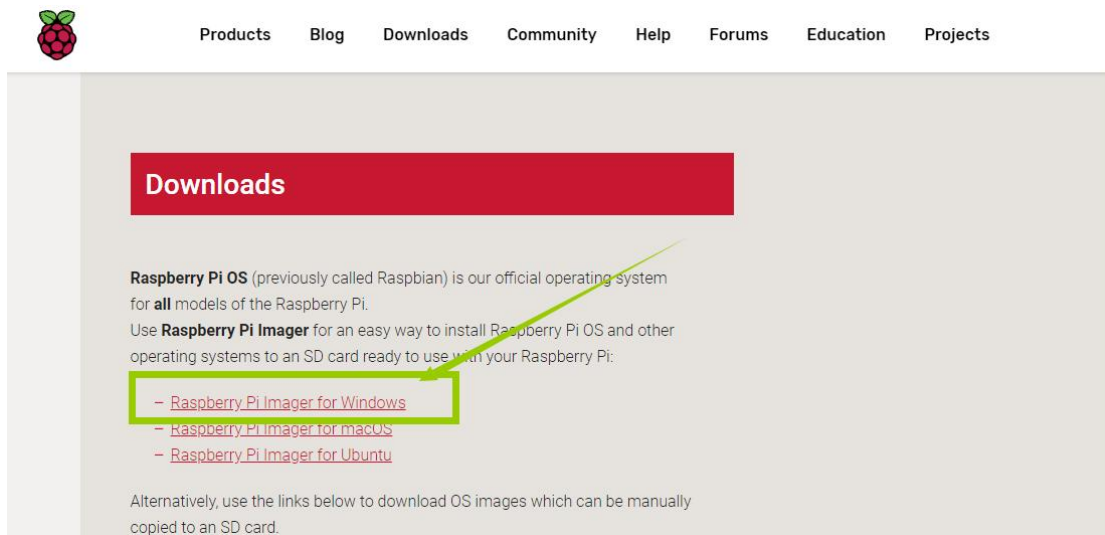 Products Blog Downloads Community Help Forums Education Projects
Downloads
Raspberry Pi OS (previously called Raspbian) is our official operating system
for all models of the Raspberry Pi.
Use Raspberry Pi Imager for an easy way to install Raspberry Pi OS and other
operating systems to an SD card ready to use with your Raspberry Pi:
– Raspberry Pi Imager for Windows
– Raspberry Pi Imager for macOS
– Raspberry Pi Imager for Ubuntu
Alternatively, use the links below to download OS images which can be manually
copied to an SD card.